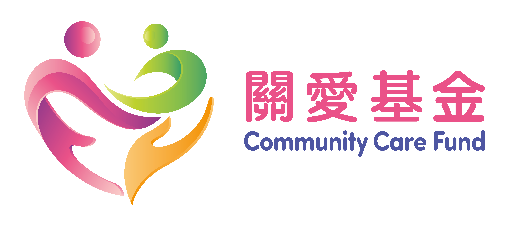 關愛基金
Community Care Fund